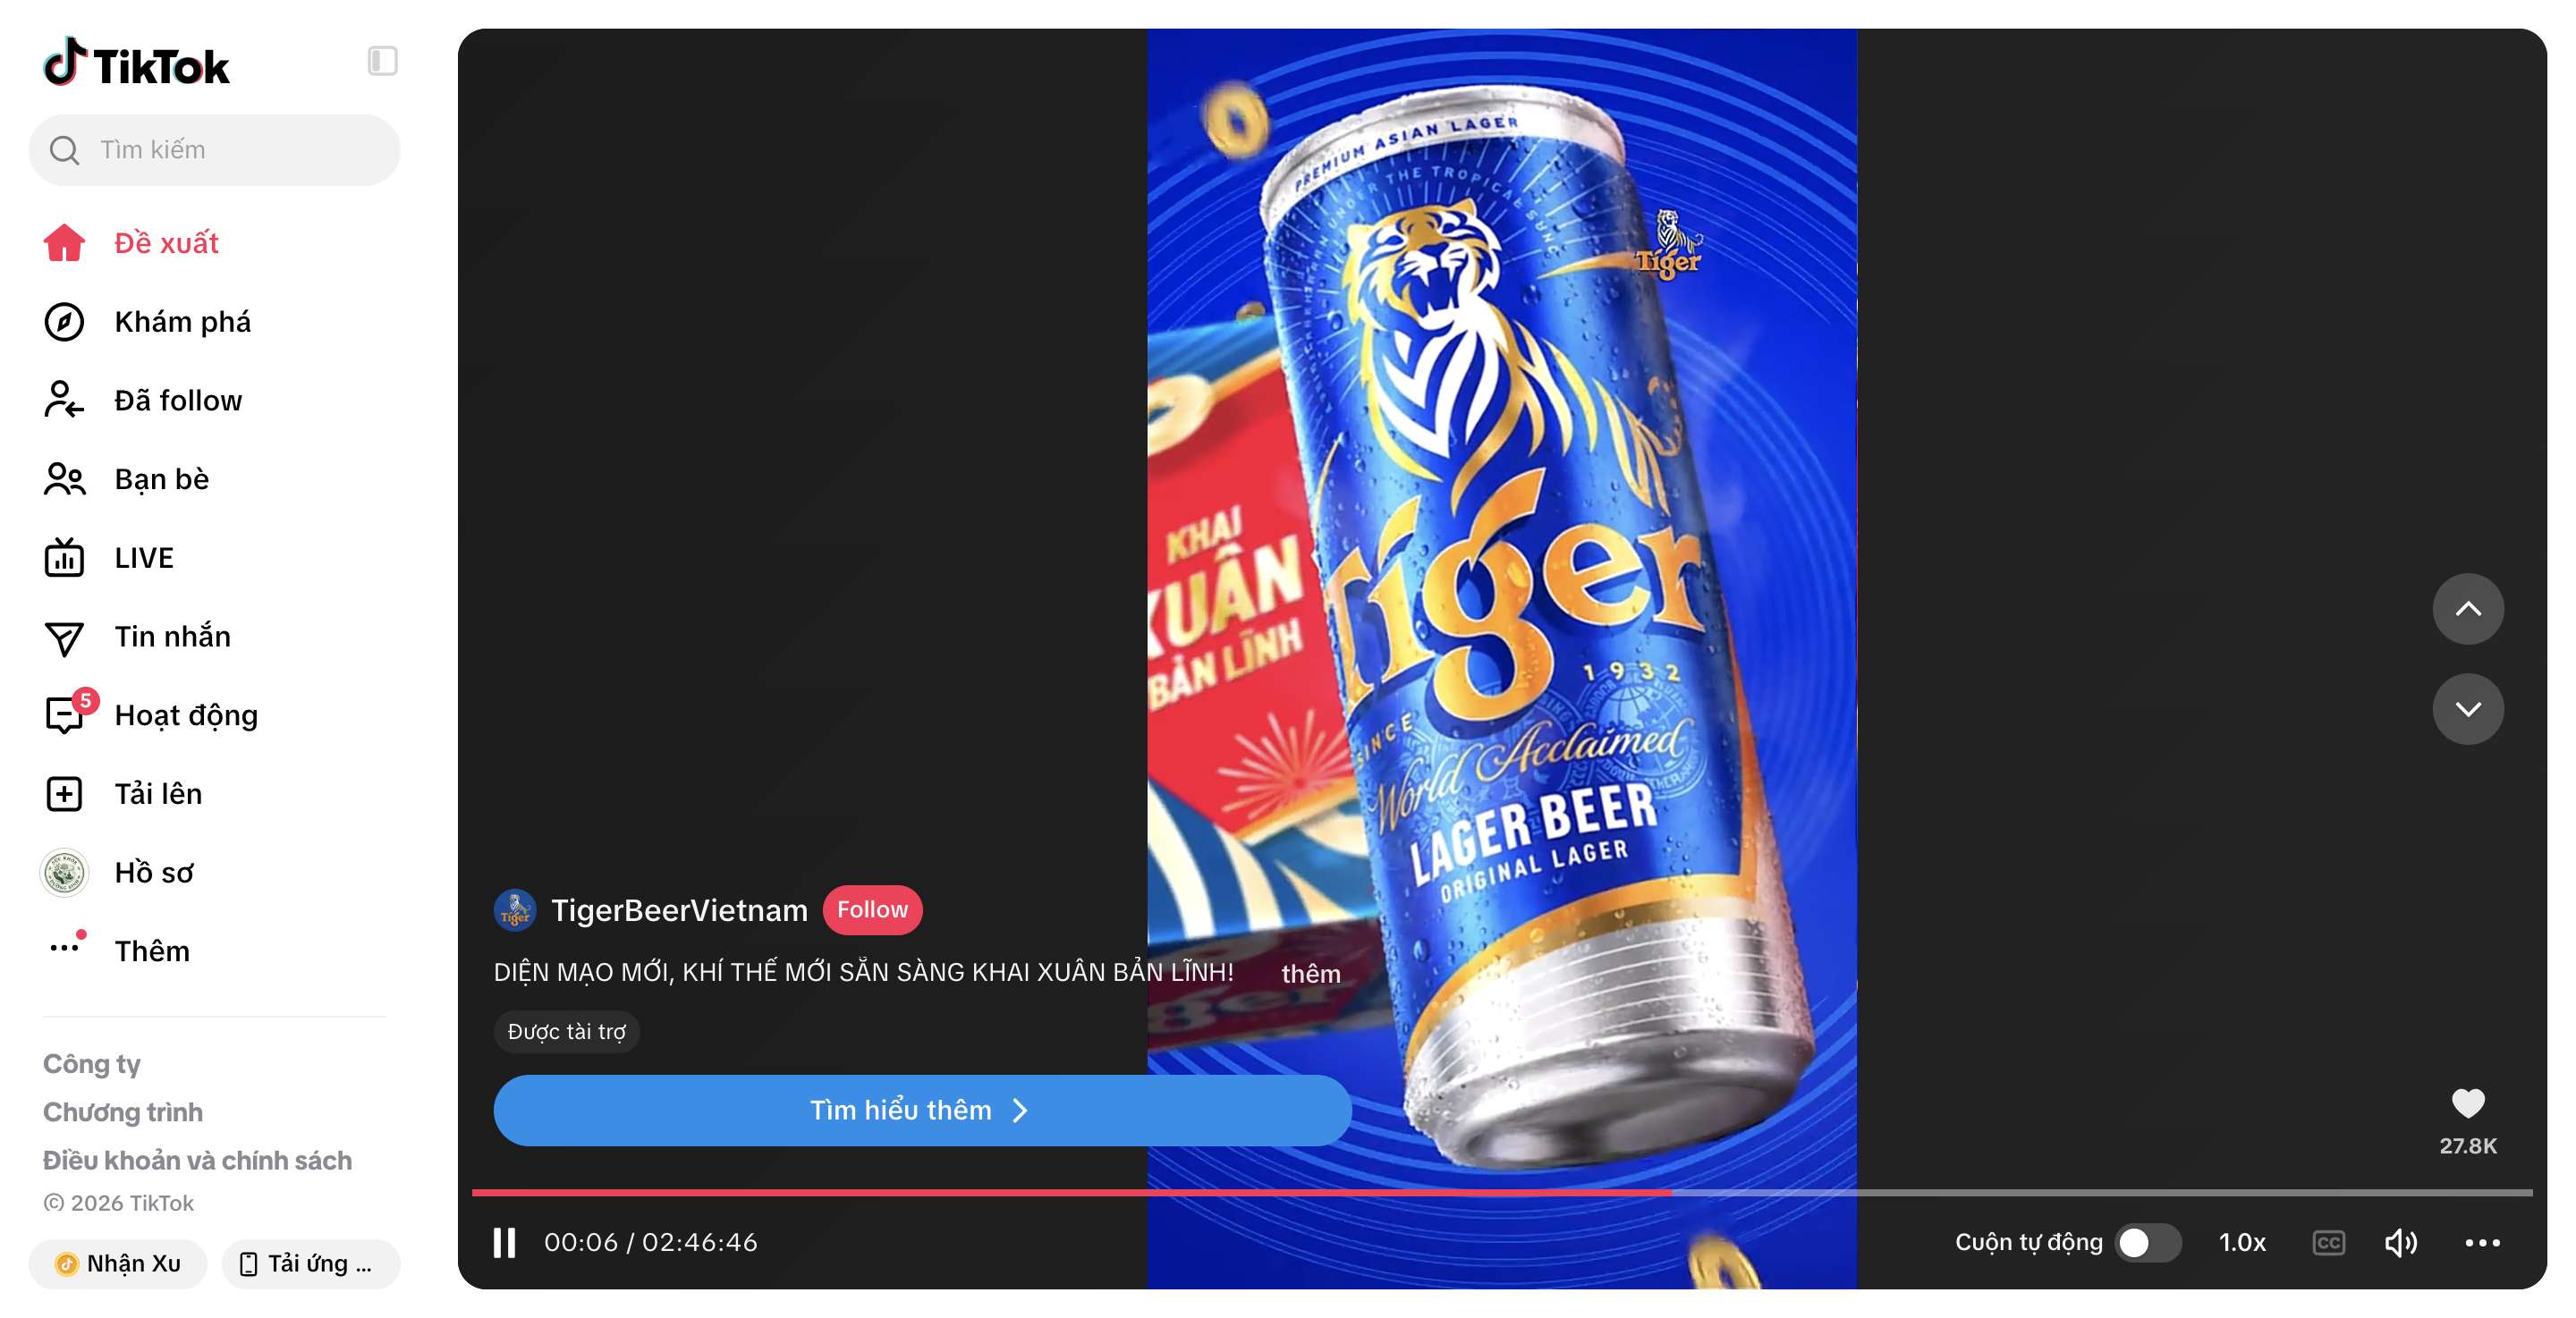 TikTok
Tìm kiếm
Đề xuất
Khám phá
Đã follow
Bạn bè
LIVE
Tin nhắn
5
Hoạt động
Tải lên
Hồ sơ
Thêm
Công ty
Chương trình
Điều khoản và chính sách
© 2026 TikTok
Nhận Xu
Tải ứng ...
PREMIUM ASIAN LAGER
THE TROPICAL SUN
Tiger
KHAI
XUÂN
BẢN LĨNH
Tiger
SINCE 1932
World Acclaimed
LAGER BEER
ORIGINAL LAGER
Tiger
TigerBeerVietnam
Follow
DIỆN MẠO MỚI, KHÍ THẾ MỚI SẴN SÀNG KHAI XUÂN BẢN LĨNH! thêm
Được tài trợ
Tìm hiểu thêm
27.8K
00:06 / 02:46:46
Cuộn tự động
1.0x
CC